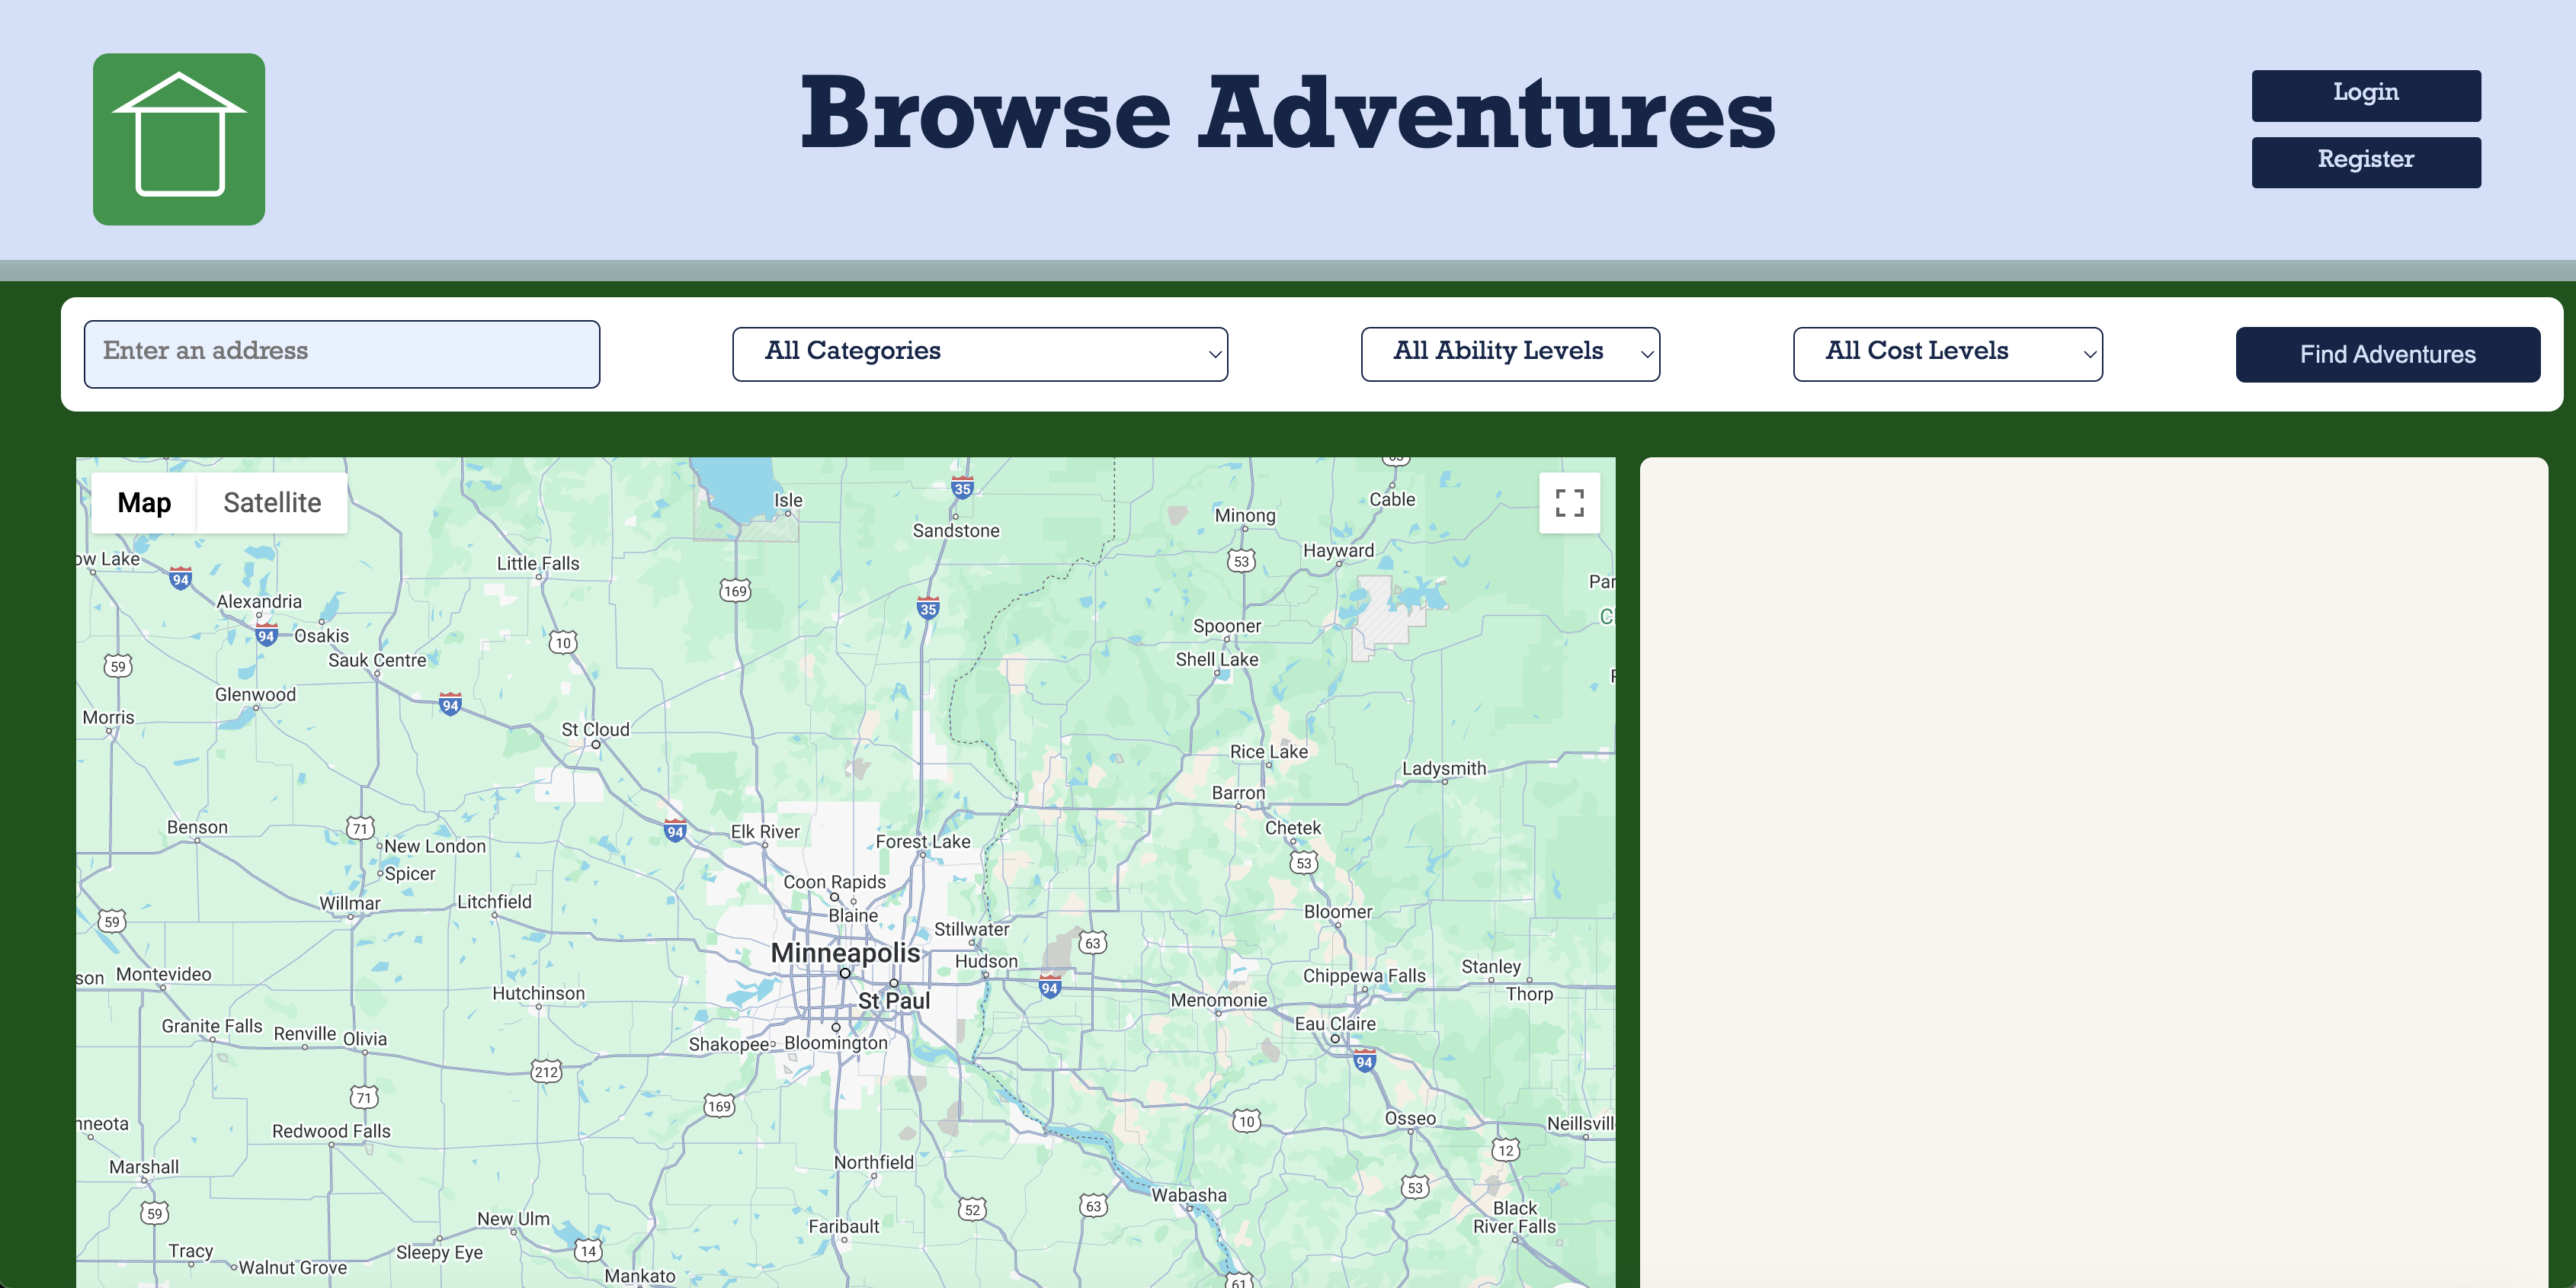 Browse Adventures
Login
Register
Enter an address
All Categories
All Ability Levels
All Cost Levels
Find Adventures
Map
Satellite
Isle
35
Sandstone
Minong
Cable
Hayward
53
Little Falls
94
169
35
Alexandria
94
Osakis
10
Spooner
Sauk Centre
Shell Lake
59
Glenwood
94
Morris
St Cloud
Rice Lake
Ladysmith
Barron
Benson
71
94
Elk River
Forest Lake
Chetek
New London
53
Spicer
Coon Rapids
Willmar
Litchfield
Blaine
Bloomer
59
Stillwater
63
Minneapolis
Hudson
Montevideo
Chippewa Falls
Stanley
94
Hutchinson
St Paul
Menomonie
Thorp
Granite Falls
Renville
Olivia
Eau Claire
Shakopee
Bloomington
94
212
71
169
10
Osseo
Redwood Falls
Neillsvill
12
Marshall
Northfield
53
59
Wabasha
52
63
New Ulm
Faribault
Black
River Falls
Tracy
Sleepy Eye
14
Walnut Grove
Mankato
61